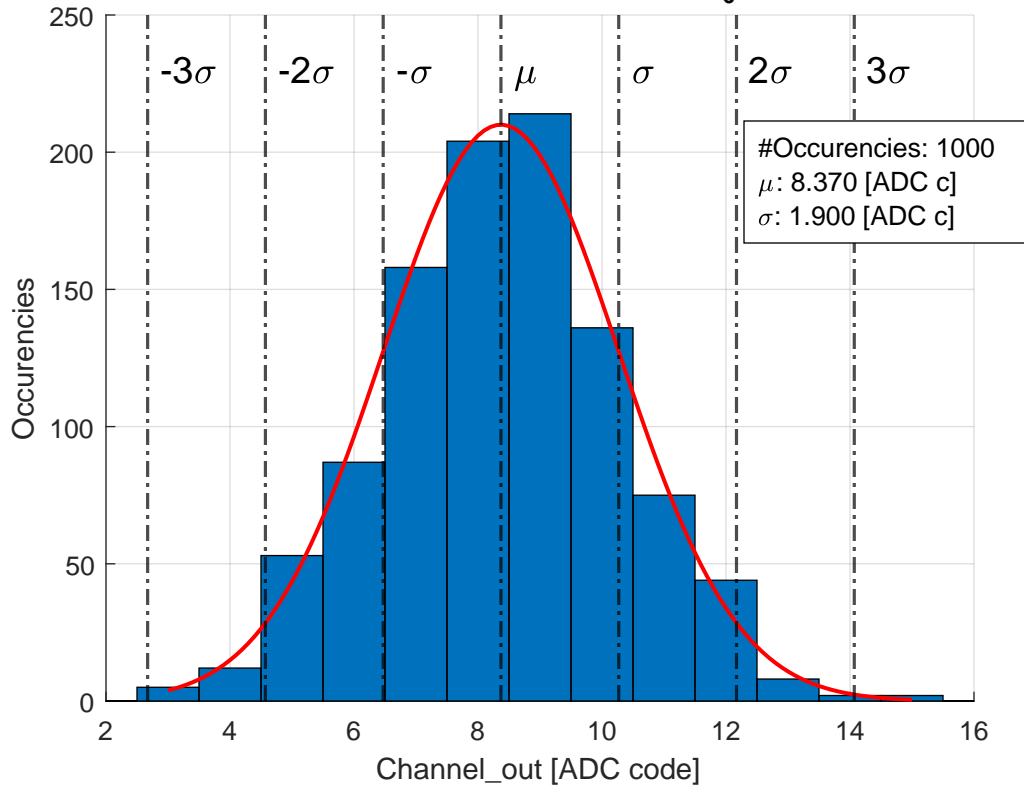 250
200
150
100
50
0
Occurencies
-3σ -2σ -σ μ σ 2σ 3σ
#Occurencies: 1000
μ: 8.370 [ADC c]
σ: 1.900 [ADC c]
2 4 6 8 10 12 14 16
Channel_out [ADC code]